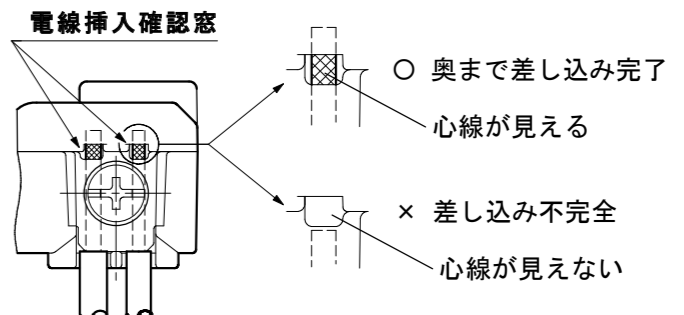 電線挿入確認窓
○ 奥まで差し込み完了
心線が見える
× 差し込み不完全
心線が見えない